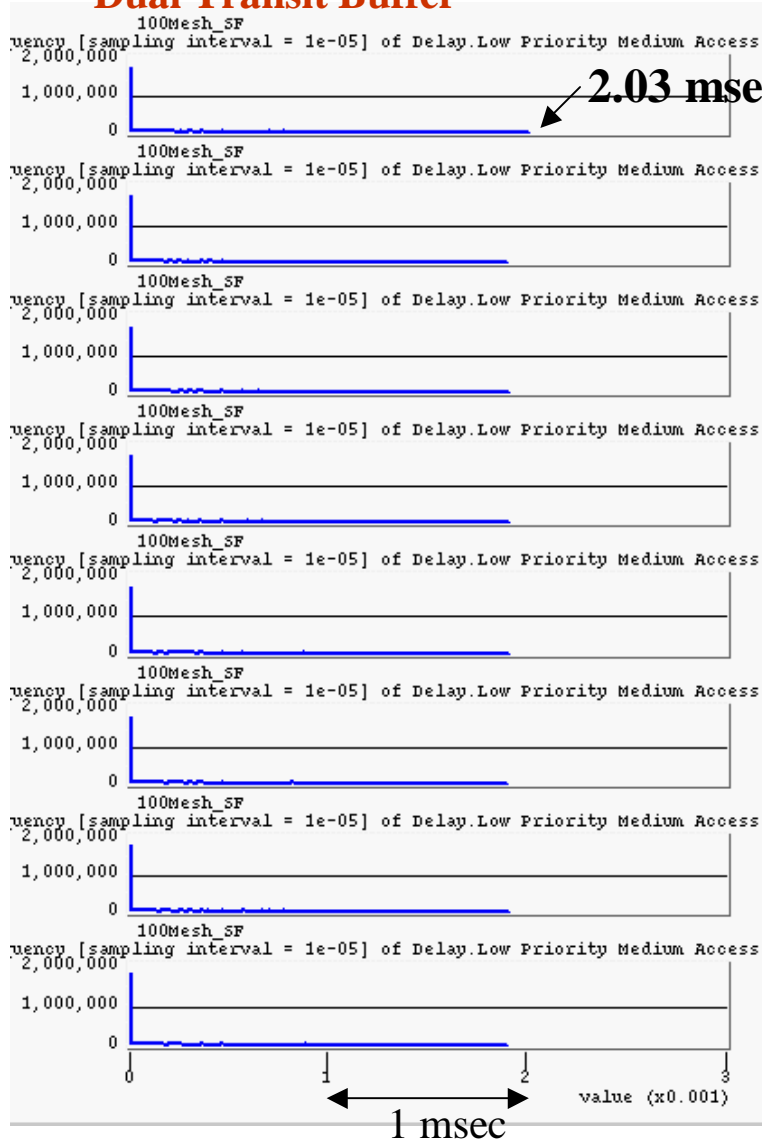 Dual Transit Buffer
100Mesh_SF
uency [sampling interval = 1e-05] of Delay.Low Priority Medium Access
2,000,000
1,000,000
2.03 mse
0
100Mesh_SF
uency [sampling interval = 1e-05] of Delay.Low Priority Medium Access
2,000,000
1,000,000
0
100Mesh_SF
uency [sampling interval = 1e-05] of Delay.Low Priority Medium Access
2,000,000
1,000,000
0
100Mesh_SF
uency [sampling interval = 1e-05] of Delay.Low Priority Medium Access
2,000,000
1,000,000
0
100Mesh_SF
uency [sampling interval = 1e-05] of Delay.Low Priority Medium Access
2,000,000
1,000,000
0
100Mesh_SF
uency [sampling interval = 1e-05] of Delay.Low Priority Medium Access
2,000,000
1,000,000
0
100Mesh_SF
uency [sampling interval = 1e-05] of Delay.Low Priority Medium Access
2,000,000
1,000,000
0
100Mesh_SF
uency [sampling interval = 1e-05] of Delay.Low Priority Medium Access
2,000,000
1,000,000
0
0 1 2 3
value (x0.001)
1 msec